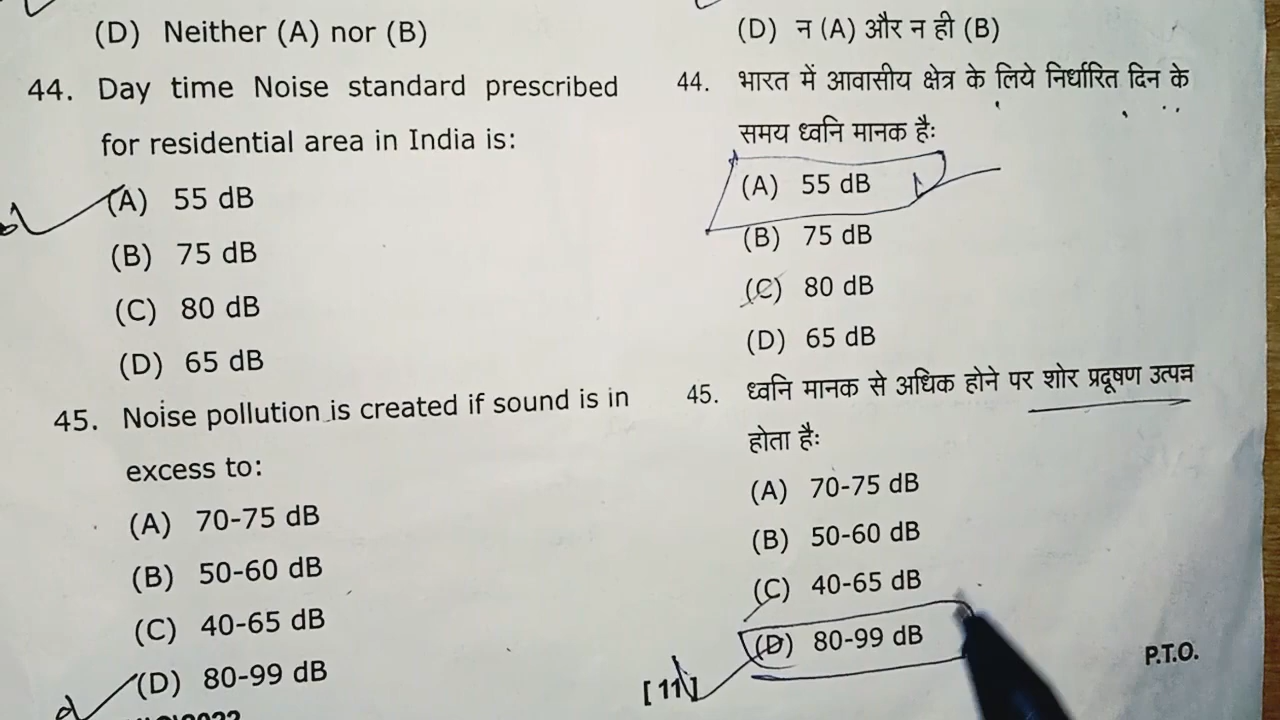 (D) Neither (A) nor (B)
44. Day time Noise standard prescribed
for residential area in India is:
(A) 55 dB
(B) 75 dB
(C) 80 dB
(D) 65 dB
45. Noise pollution is created if sound is in
excess to:
(A) 70-75 dB
(B) 50-60 dB
(C) 40-65 dB
(D) 80-99 dB
(D) न (A) और न ही (B)
44. भारत में आवासीय क्षेत्र के लिये निर्धारित दिन के
समय ध्वनि मानक हैः
(A) 55 dB
(B) 75 dB
(C) 80 dB
(D) 65 dB
45. ध्वनि मानक से अधिक होने पर शोर प्रदूषण उत्पन्न
होता हैः
(A) 70-75 dB
(B) 50-60 dB
(C) 40-65 dB
(D) 80-99 dB
[ 11 ]
P.T.O.